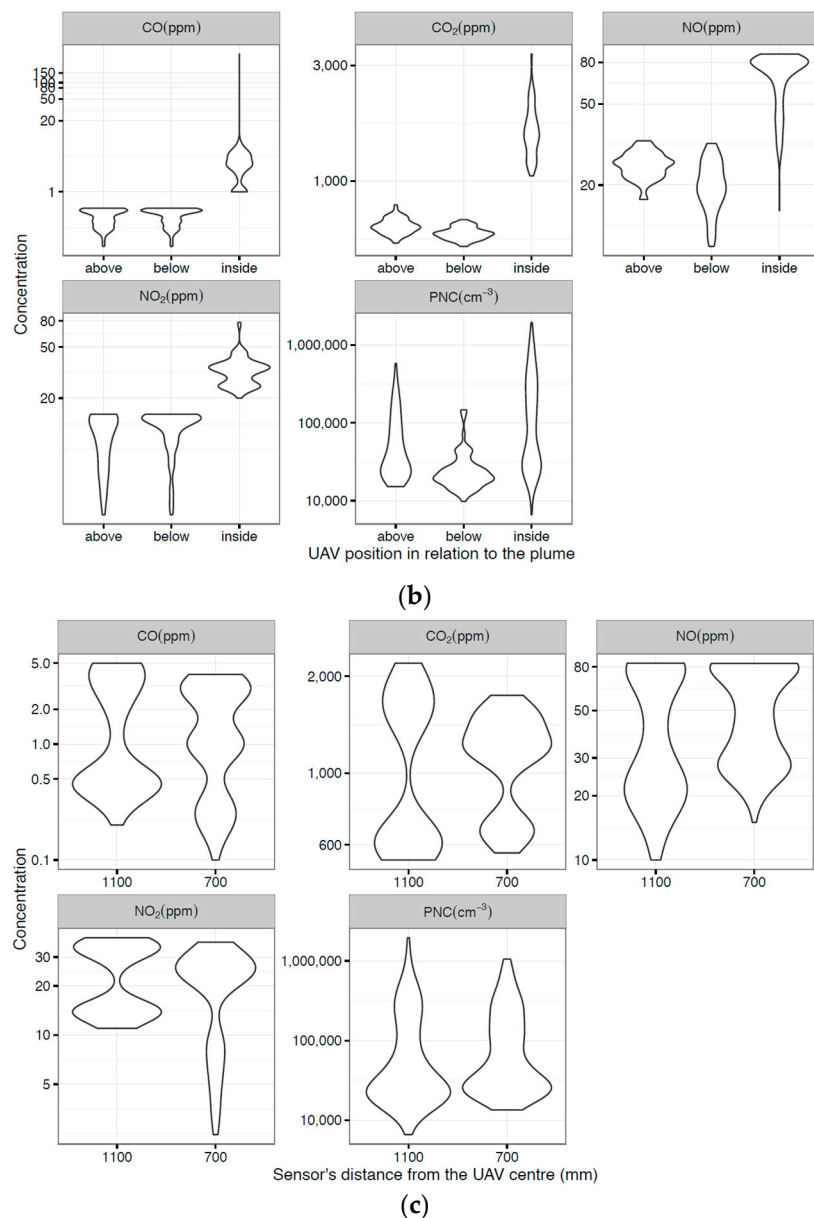 CO(ppm)
CO₂(ppm)
NO(ppm)
150
100
80
50
20
1
3,000
1,000
80
50
20
above below inside
above below inside
above below inside
NO₂(ppm)
PNC(cm⁻³)
80
50
20
1,000,000
100,000
10,000
above below inside
above below inside
Concentration
UAV position in relation to the plume
(b)
CO(ppm)
CO₂(ppm)
NO(ppm)
5.0
2.0
1.0
0.5
0.1
2,000
1,000
600
80
50
30
20
10
1100 700
1100 700
1100 700
NO₂(ppm)
PNC(cm⁻³)
30
20
10
5
1,000,000
100,000
10,000
1100 700
1100 700
Concentration
Sensor's distance from the UAV centre (mm)
(c)